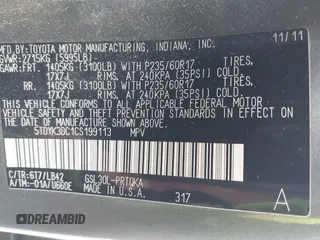 MFD. BY: TOYOTA MOTOR MANUFACTURING, INDIANA, INC. 11/11
GVWR: 2715KG (5995LB)
GAWR: FRT. 1405KG (3100LB) WITH P235/60R17 TIRES,
17X7J RIMS, AT 240KPA (35PSI) COLD.
RR. 1405KG (3100LB) WITH P235/60R17 TIRES,
17X7J RIMS, AT 240KPA (35PSI) COLD.
THIS VEHICLE CONFORMS TO ALL APPLICABLE FEDERAL MOTOR
VEHICLE SAFETY AND THEFT PREVENTION STANDARDS IN EFFECT
ON THE DATE OF MANUFACTURE SHOWN ABOVE.
5TDYK3DC1CS199113 MPV
C/TR: 6T7/LB42
A/TM: -01A/U660E
GSL30L-PRTQKA
MADE IN U.S.A. 317
A